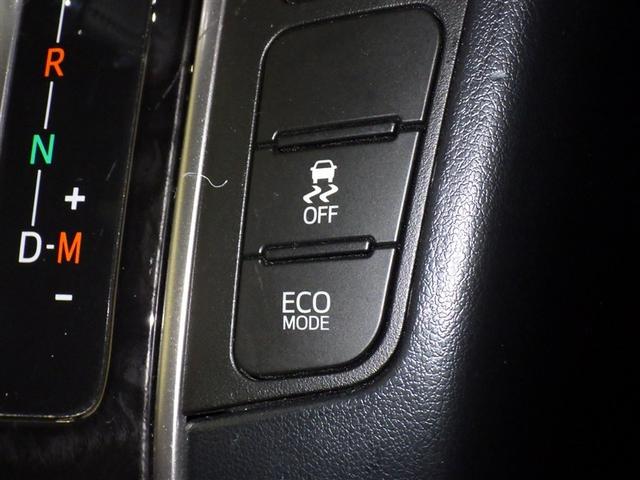 R
N
+
D-M
-
OFF
ECO
MODE